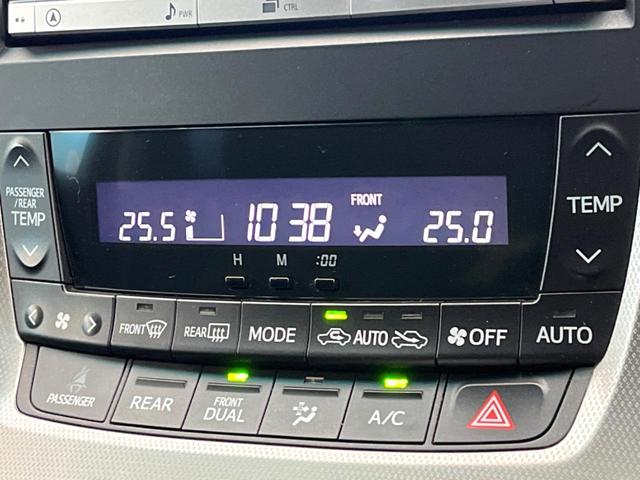 PWR CTRL
PASSENGER
/REAR
TEMP
25.5 10 38 FRONT 25.0
TEMP
H M :00
FRONT REAR MODE AUTO OFF AUTO
PASSENGER REAR FRONT
DUAL A/C